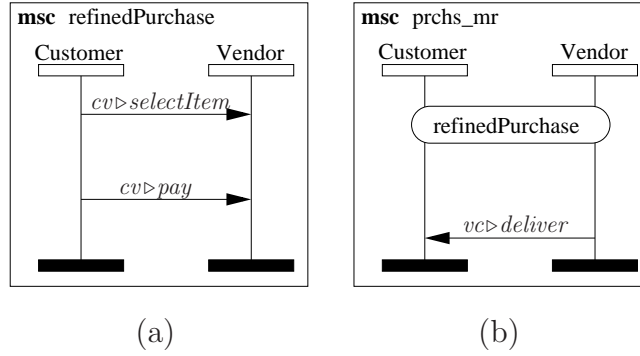 msc refinedPurchase
Customer Vendor
cv▷selectItem
cv▷pay
(a)
msc prchs_mr
Customer Vendor
refinedPurchase
vc▷deliver
(b)